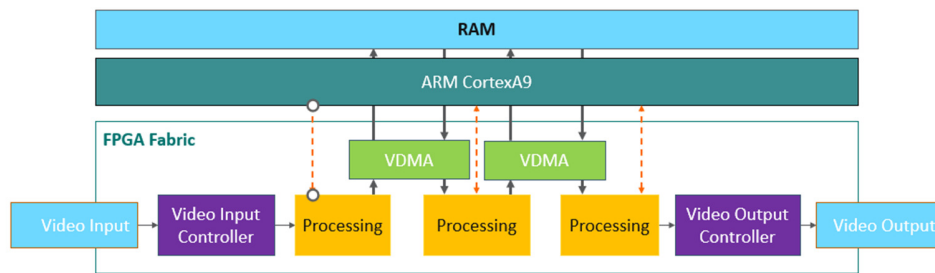 RAM
ARM CortexA9
FPGA Fabric
VDMA
VDMA
Video Input
Video Input
Controller
Processing
Processing
Processing
Video Output
Controller
Video Output